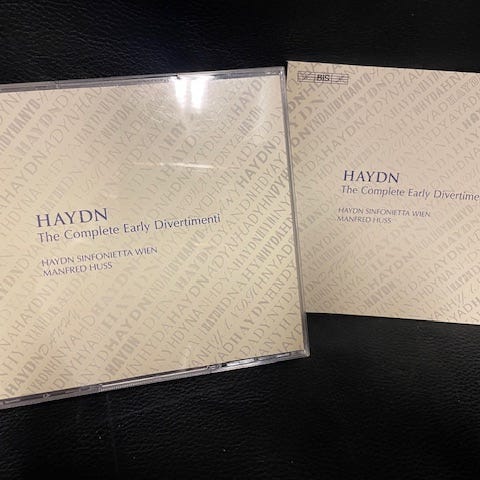 HAYDN
The Complete Early Divertimenti
HAYDN SINFONIETTA WIEN
MANFRED HUSS
BIS
HAYDN
The Complete Early Divertime
HAYDN SINFONIETTA WIEN
MANFRED HUSS